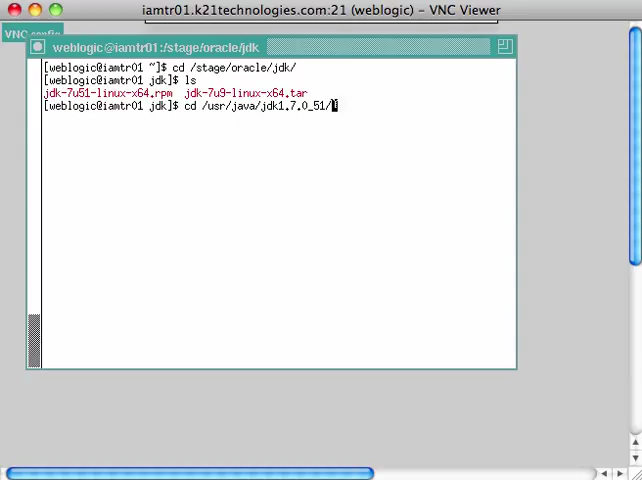 iamtr01.k21technologies.com:21 (weblogic) – VNC Viewer
VNC config
weblogic@iamtr01:/stage/oracle/jdk
[weblogic@iamtr01 ~]$ cd /stage/oracle/jdk/
[weblogic@iamtr01 jdk]$ ls
jdk-7u51-linux-x64.rpm jdk-7u9-linux-x64.tar
[weblogic@iamtr01 jdk]$ cd /usr/java/jdk1.7.0_51/